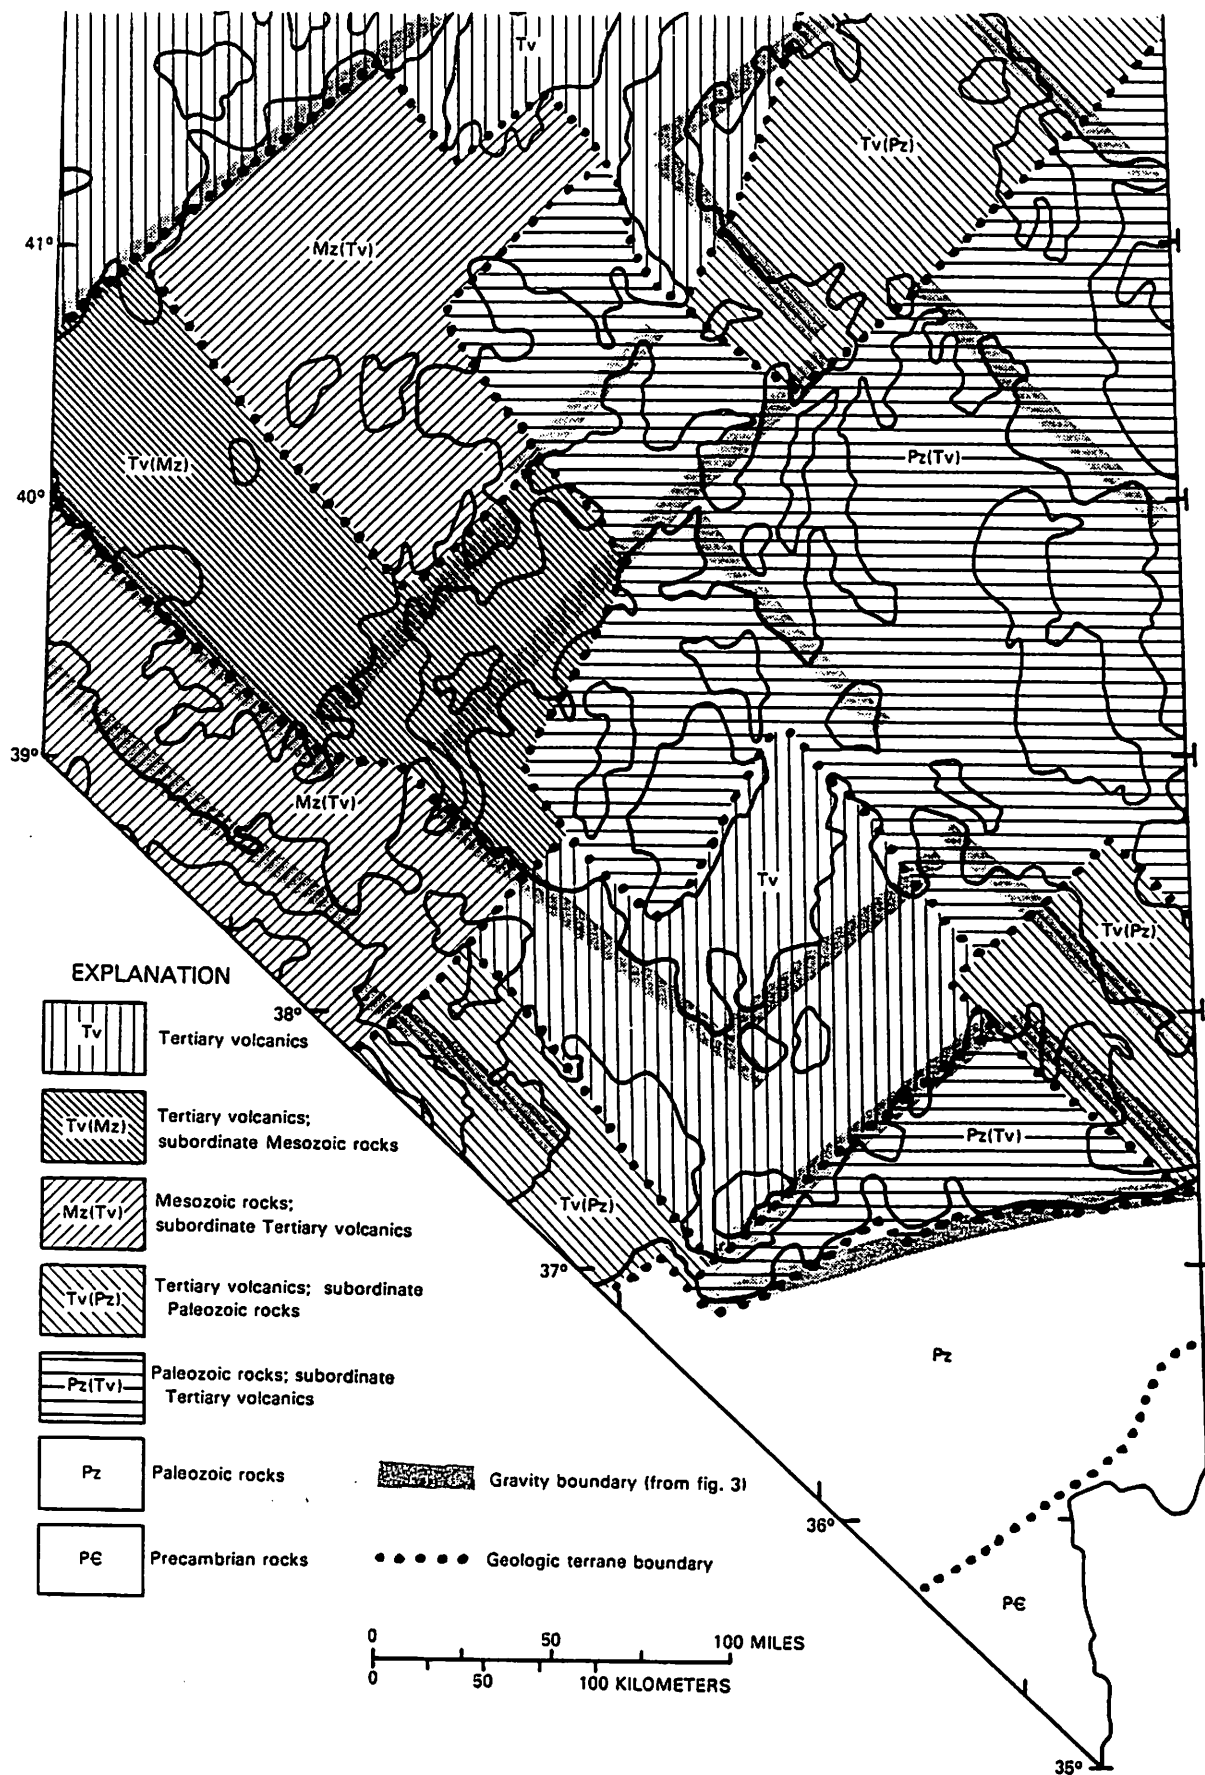 Tv
Tv(Pz)
41°
Mz(Tv)
Tv(Mz)
Pz(Tv)
40°
39°
Mz(Tv)
Tv
Tv(Pz)
EXPLANATION
38°
Tv
Tertiary volcanics
Tv(Mz)
Tertiary volcanics;
subordinate Mesozoic rocks
Pz(Tv)
Mz(Tv)
Mesozoic rocks;
subordinate Tertiary volcanics
Tv(Pz)
37°
Tv(Pz)
Tertiary volcanics; subordinate
Paleozoic rocks
Pz
Pz(Tv)
Paleozoic rocks; subordinate
Tertiary volcanics
Pz
Paleozoic rocks
Gravity boundary (from fig. 3)
36°
PЄ
Precambrian rocks
Geologic terrane boundary
PЄ
0 50 100 MILES
0 50 100 KILOMETERS
35°